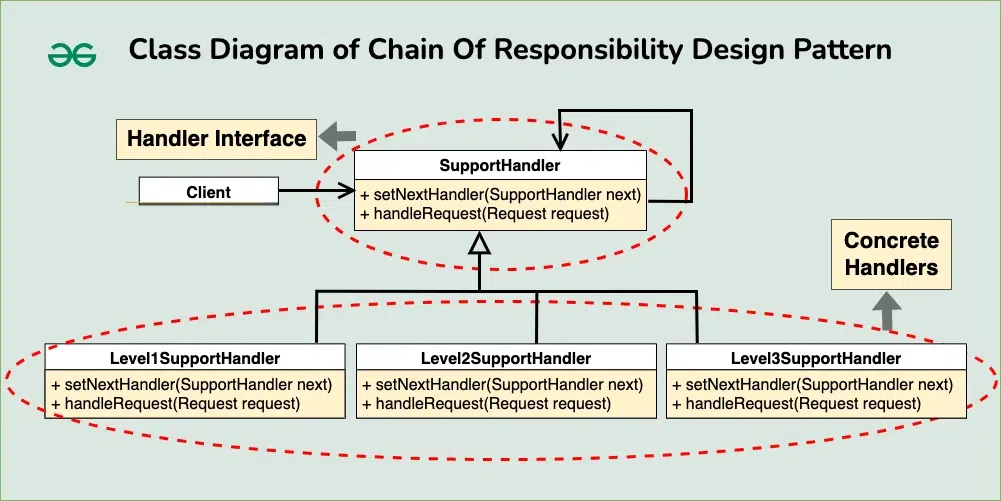 Class Diagram of Chain Of Responsibility Design Pattern
Handler Interface
SupportHandler
+ setNextHandler(SupportHandler next)
+ handleRequest(Request request)
Client
Concrete
Handlers
Level1SupportHandler
+ setNextHandler(SupportHandler next)
+ handleRequest(Request request)
Level2SupportHandler
+ setNextHandler(SupportHandler next)
+ handleRequest(Request request)
Level3SupportHandler
+ setNextHandler(SupportHandler next)
+ handleRequest(Request request)